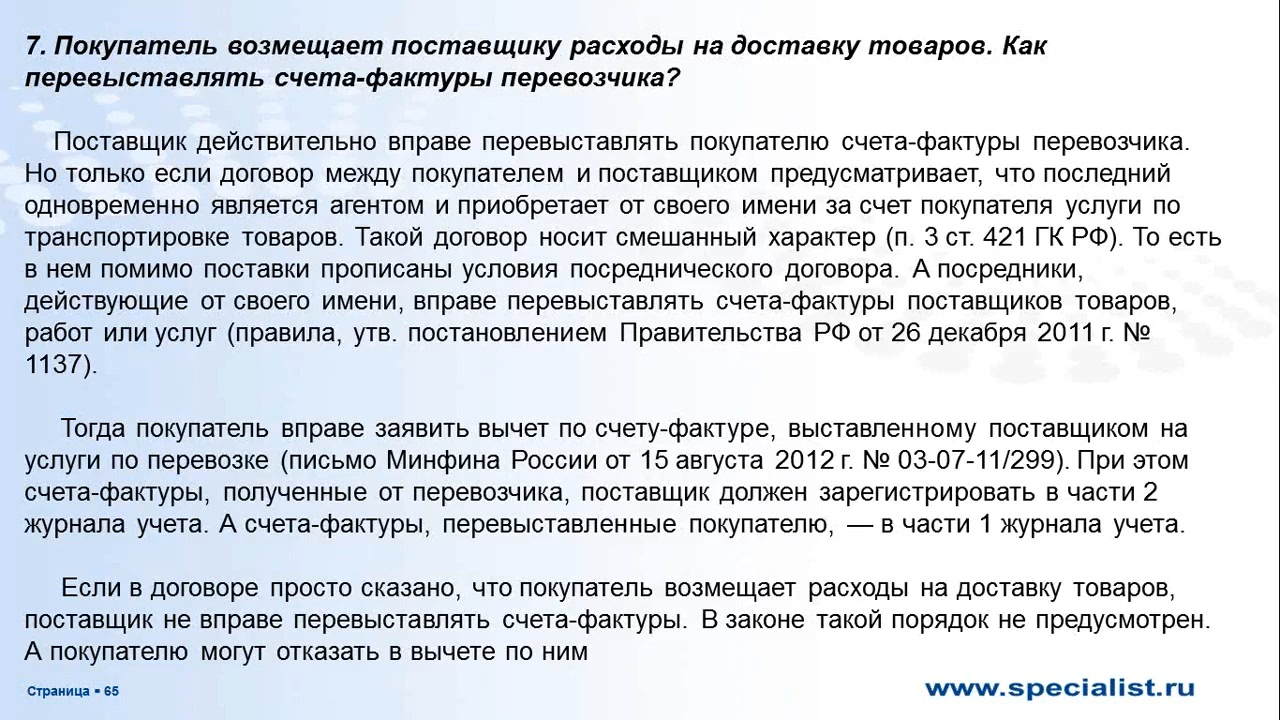 7. Покупатель возмещает поставщику расходы на доставку товаров. Как
перевыставлять счета-фактуры перевозчика?
Поставщик действительно вправе перевыставлять покупателю счета-фактуры перевозчика.
Но только если договор между покупателем и поставщиком предусматривает, что последний
одновременно является агентом и приобретает от своего имени за счет покупателя услуги по
транспортировке товаров. Такой договор носит смешанный характер (п. 3 ст. 421 ГК РФ). То есть
в нем помимо поставки прописаны условия посреднического договора. А посредники,
действующие от своего имени, вправе перевыставлять счета-фактуры поставщиков товаров,
работ или услуг (правила, утв. постановлением Правительства РФ от 26 декабря 2011 г. №
1137).
Тогда покупатель вправе заявить вычет по счету-фактуре, выставленному поставщиком на
услуги по перевозке (письмо Минфина России от 15 августа 2012 г. № 03-07-11/299). При этом
счета-фактуры, полученные от перевозчика, поставщик должен зарегистрировать в части 2
журнала учета. А счета-фактуры, перевыставленные покупателю, — в части 1 журнала учета.
Если в договоре просто сказано, что покупатель возмещает расходы на доставку товаров,
поставщик не вправе перевыставлять счета-фактуры. В законе такой порядок не предусмотрен.
А покупателю могут отказать в вычете по ним
Страница ▪ 65
www.specialist.ru